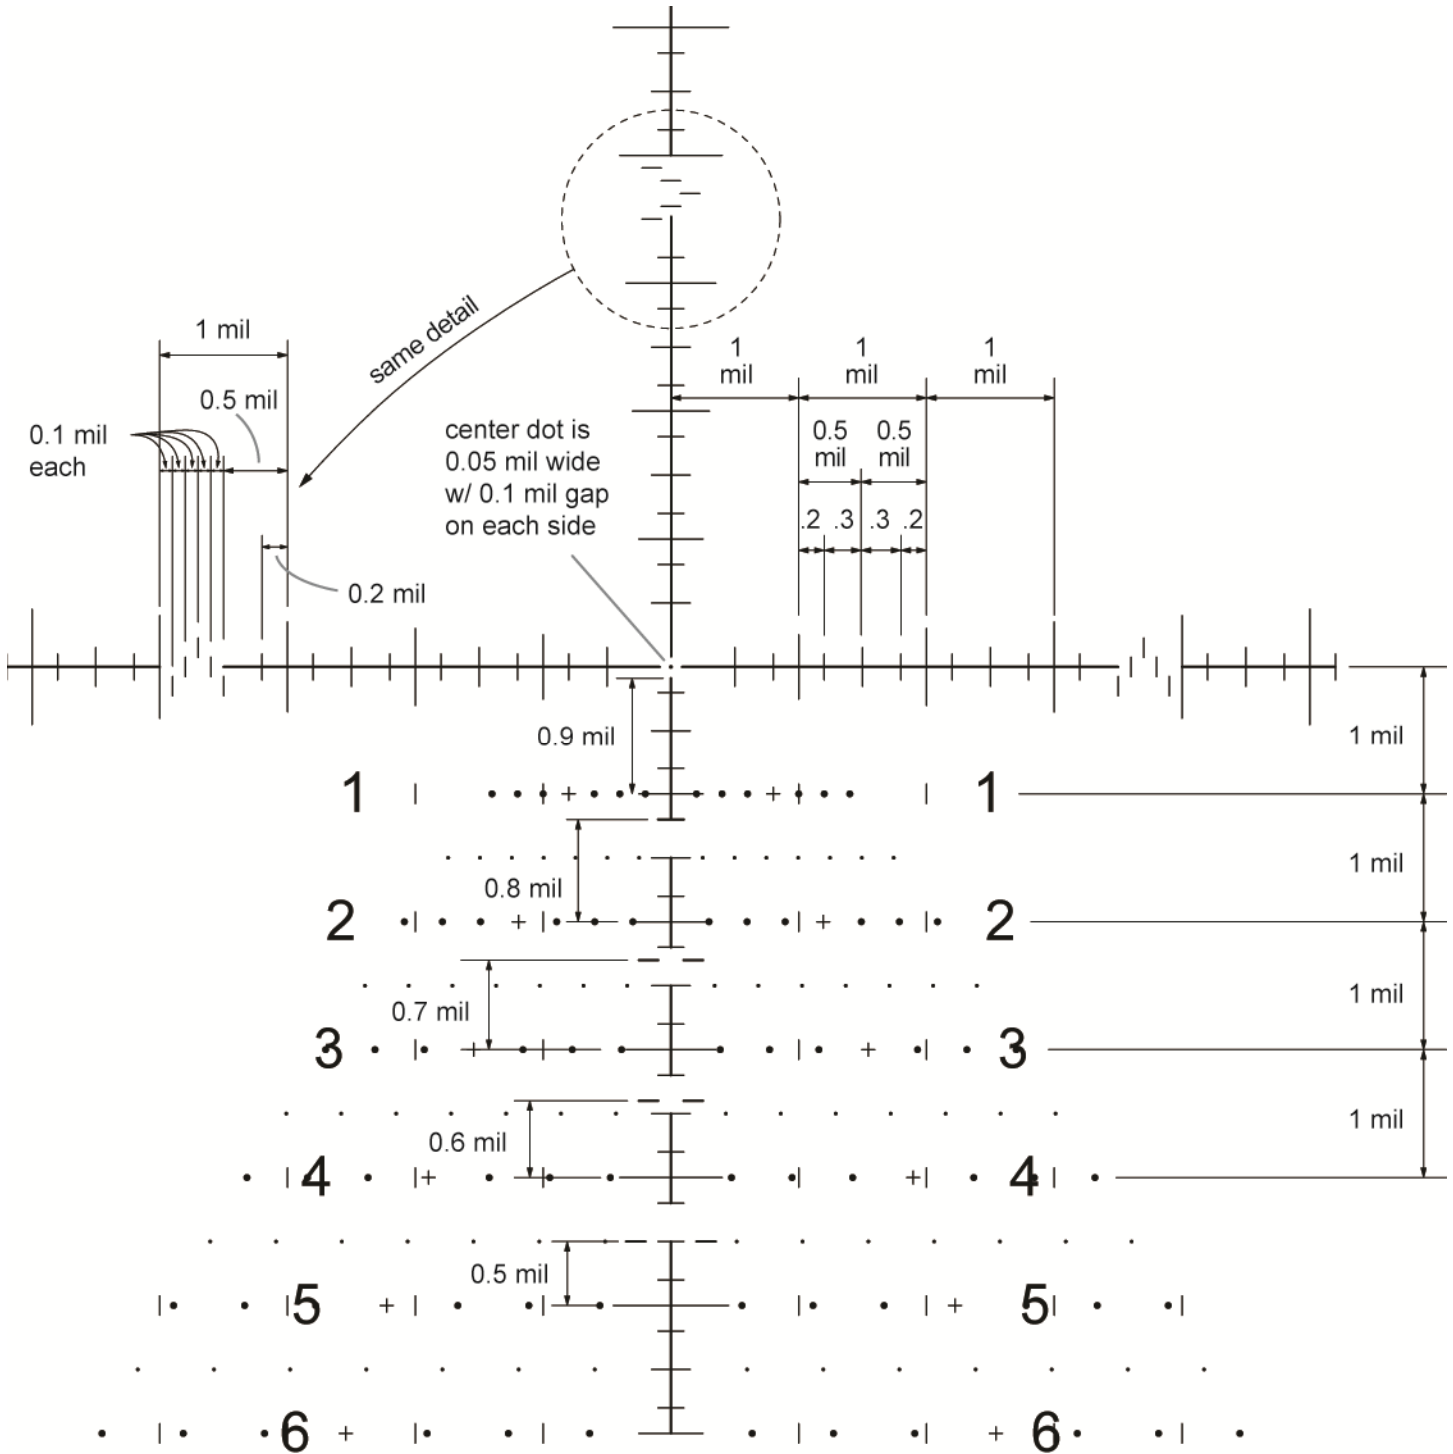 1 mil
0.5 mil
0.1 mil
each
0.2 mil
same detail
center dot is
0.05 mil wide
w/ 0.1 mil gap
on each side
1
mil
1
mil
1
mil
0.5
mil
0.5
mil
.2
.3
.3
.2
0.9 mil
1 mil
1
1
0.8 mil
1 mil
2
2
0.7 mil
1 mil
3
3
0.6 mil
1 mil
4
4
0.5 mil
5
5
6
6